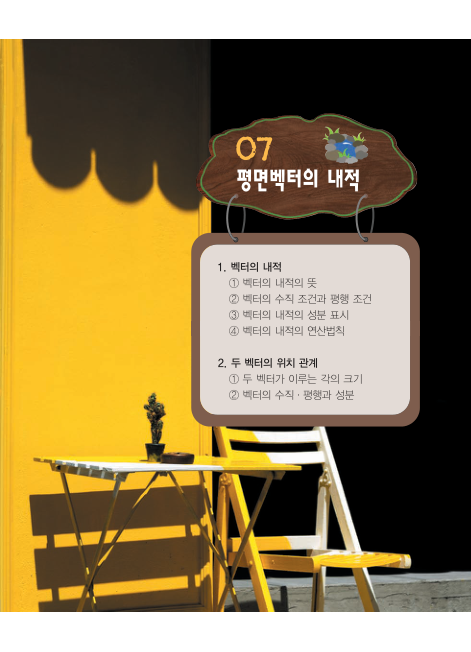 07
평면벡터의 내적
1. 벡터의 내적
① 벡터의 내적의 뜻
② 벡터의 수직 조건과 평행 조건
③ 벡터의 내적의 성분 표시
④ 벡터의 내적의 연산법칙
2. 두 벡터의 위치 관계
① 두 벡터가 이루는 각의 크기
② 벡터의 수직 · 평행과 성분